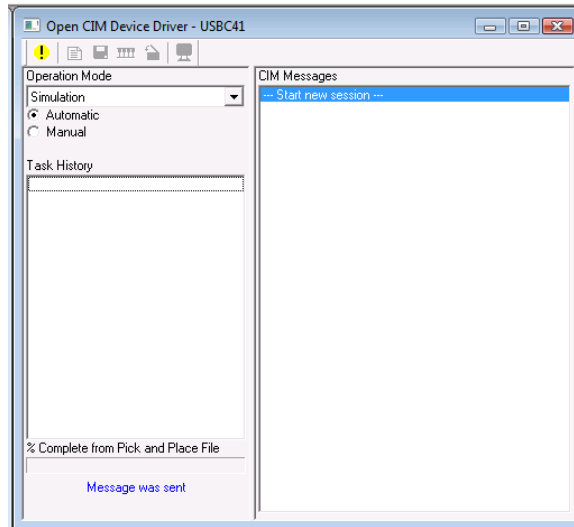 Open CIM Device Driver - USBC41
Operation Mode
Simulation
Automatic
Manual
Task History
% Complete from Pick and Place File
Message was sent
CIM Messages
--- Start new session ---